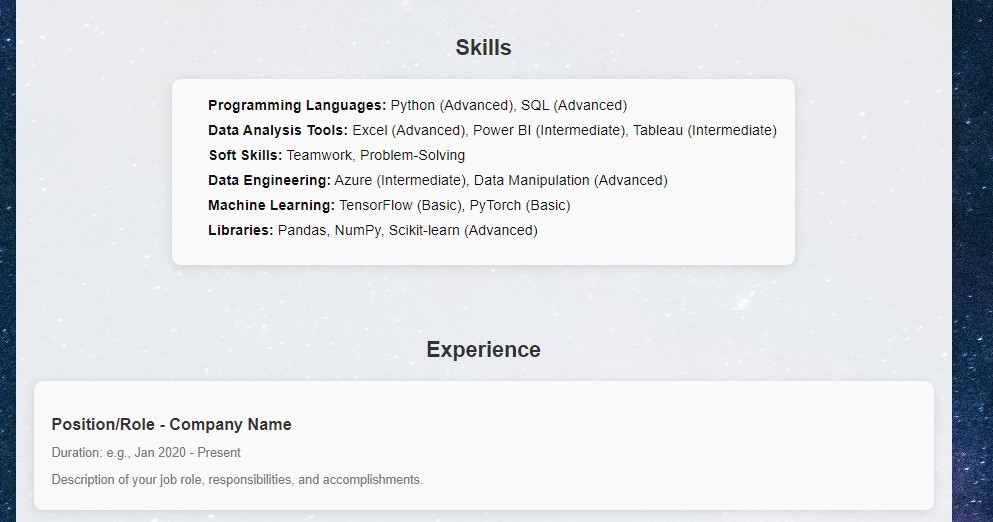 Skills
Programming Languages: Python (Advanced), SQL (Advanced)
Data Analysis Tools: Excel (Advanced), Power BI (Intermediate), Tableau (Intermediate)
Soft Skills: Teamwork, Problem-Solving
Data Engineering: Azure (Intermediate), Data Manipulation (Advanced)
Machine Learning: TensorFlow (Basic), PyTorch (Basic)
Libraries: Pandas, NumPy, Scikit-learn (Advanced)
Experience
Position/Role - Company Name
Duration: e.g., Jan 2020 - Present
Description of your job role, responsibilities, and accomplishments.